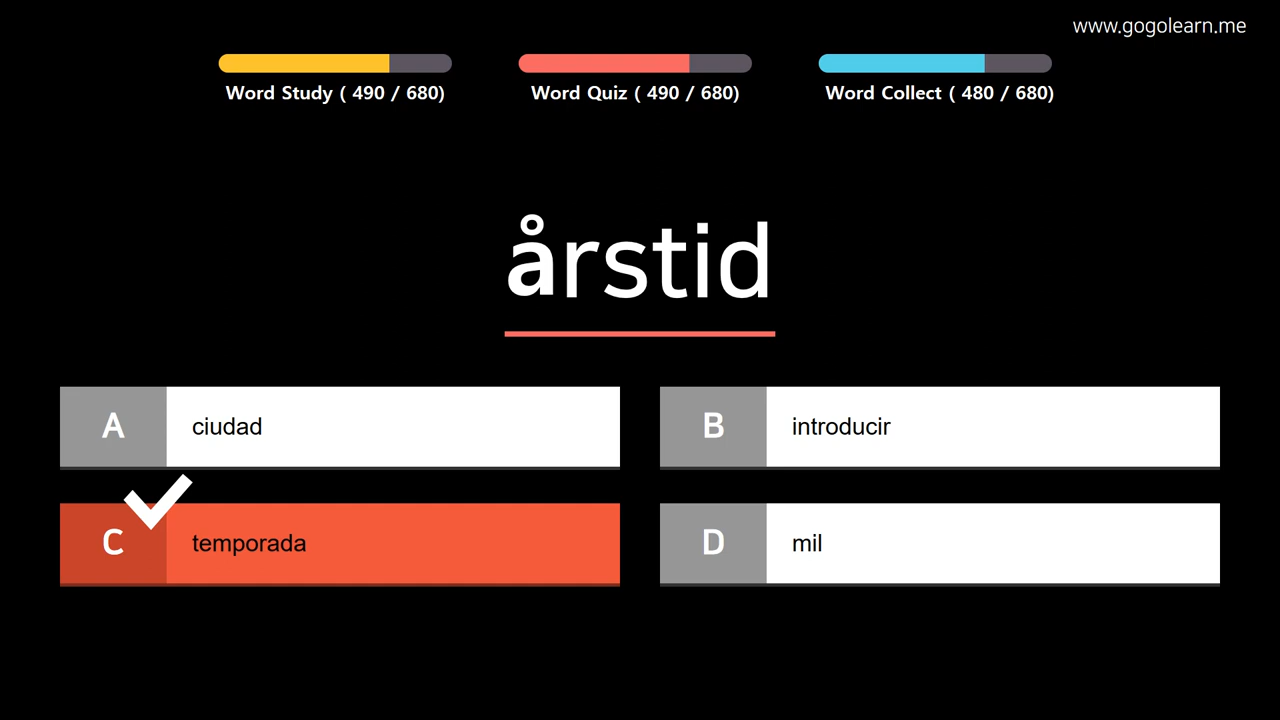 www.gogolearn.me
Word Study ( 490 / 680)
Word Quiz ( 490 / 680)
Word Collect ( 480 / 680)
årstid
A
ciudad
B
introducir
C
temporada
D
mil